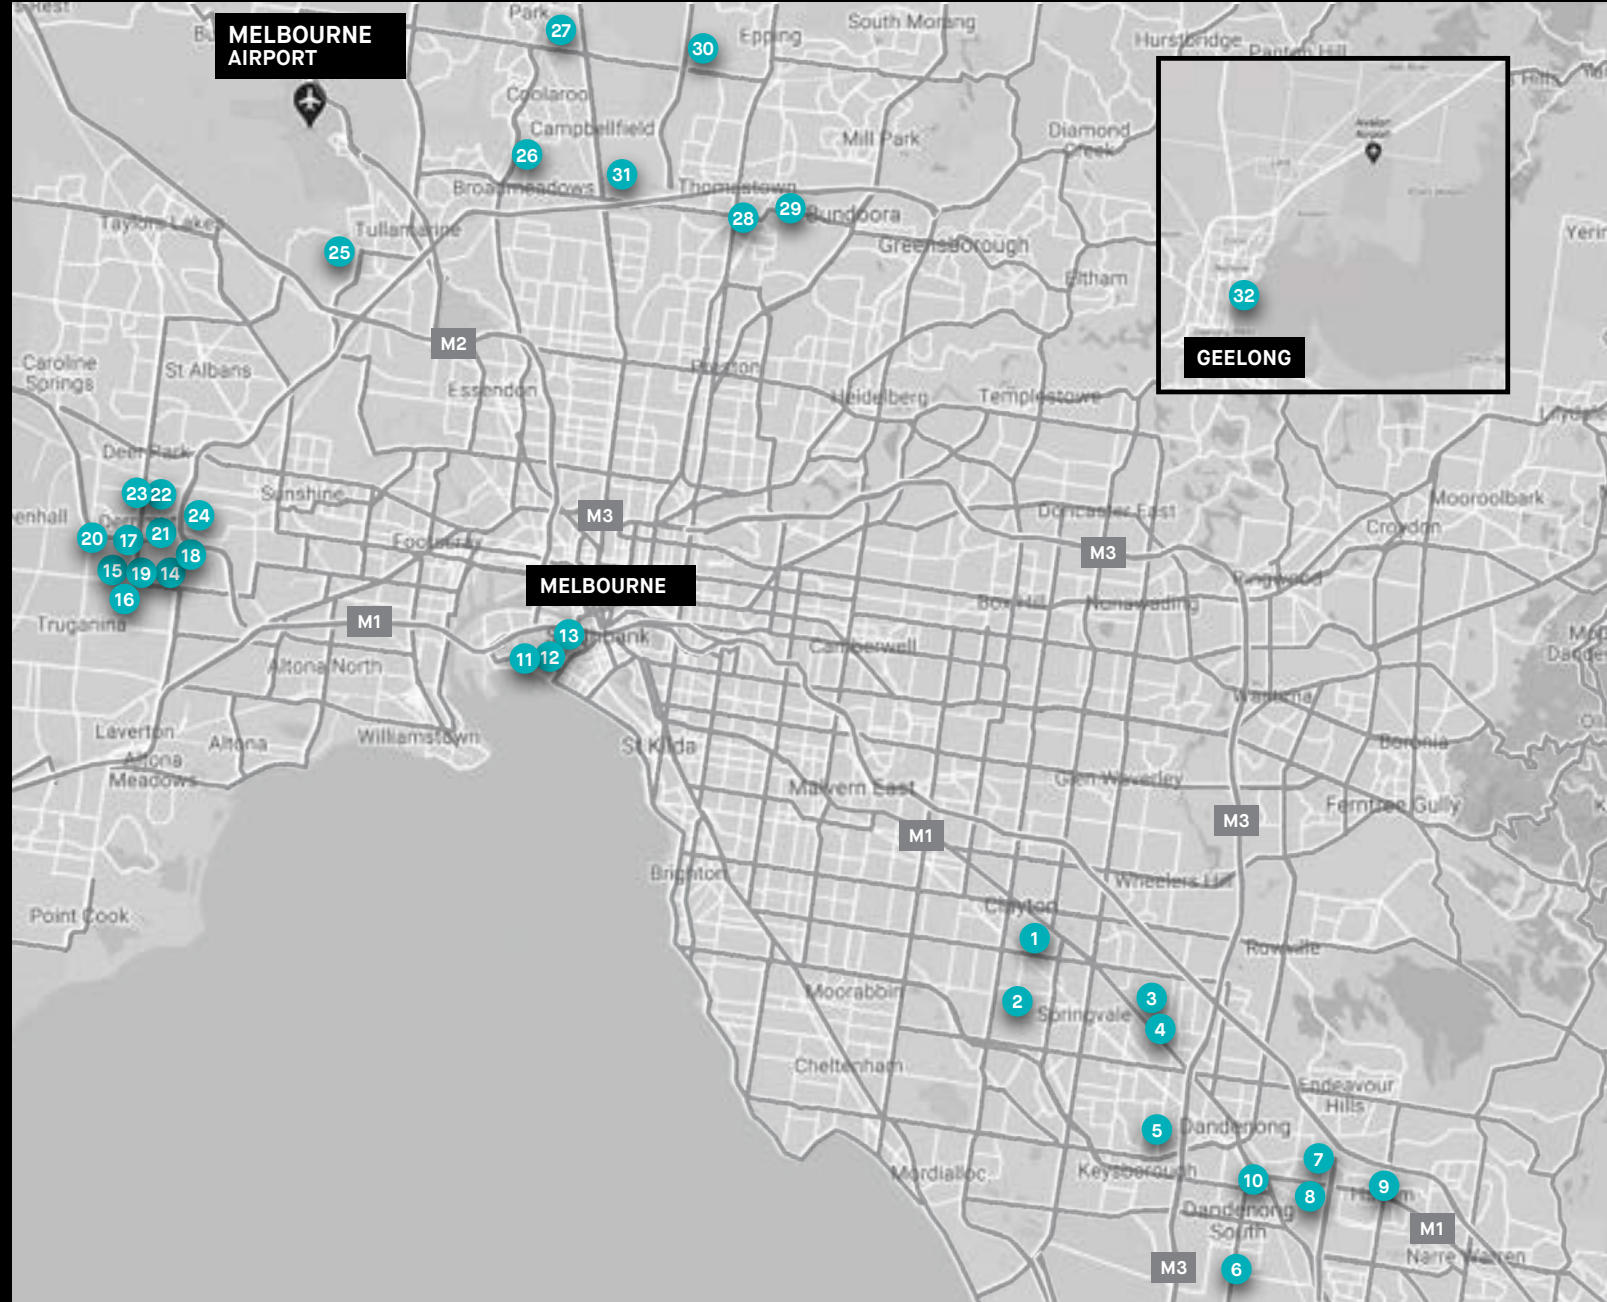 Park
27
South Morang
MELBOURNE
AIRPORT
30
Epping
Hurstbridge
Panton Hill
Coolaroo
Campbellfield
Mill Park
Diamond
Creek
Avalon
Airport
26
31
Broadmeadows
Thomastown
28
29
Bundoora
Taylors Lakes
Tullamarine
25
Greensborough
Eltham
32
GEELONG
M2
Caroline
Springs
St Albans
Preston
Essendon
Heidelberg
Templestowe
Deer Park
23
22
Sunshine
24
M3
Doncaster East
Mooroolbark
Croydon
20
17
21
18
Footscray
M3
15
19
14
MELBOURNE
Ringwood
16
Box Hill
Nunawading
Truganina
M1
13
Southbank
11
12
Camberwell
Altona North
Wantirna
Laverton
Altona
Williamstown
St Kilda
Boronia
Altona
Meadows
Malvern East
Glen Waverley
Ferntree Gully
M1
M3
Brighton
Wheelers Hill
Point Cook
Clayton
1
Rowville
Moorabbin
2
Springvale
3
4
Cheltenham
Endeavour
Hills
5
Dandenong
Mordialloc
Keysborough
7
10
8
9
Hallam
Dandenong
South
M1
Narre Warren
M3
6